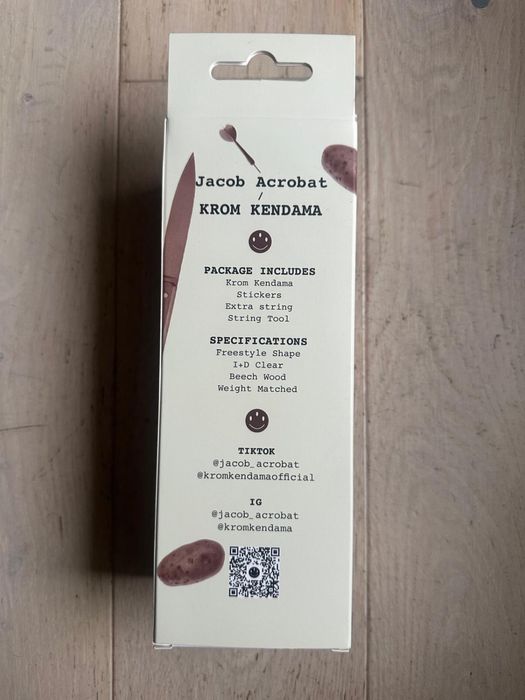 Jacob Acrobat
/
KROM KENDAMA
PACKAGE INCLUDES
Krom Kendama
Stickers
Extra string
String Tool
SPECIFICATIONS
Freestyle Shape
I+D Clear
Beech Wood
Weight Matched
TIKTOK
@jacob_acrobat
@kromkendamaofficial
IG
@jacob_acrobat
@kromkendama